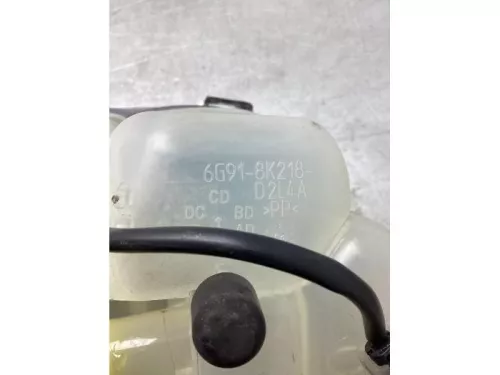 6G91-8K218-
CD D2L4A
DC BD >PP<